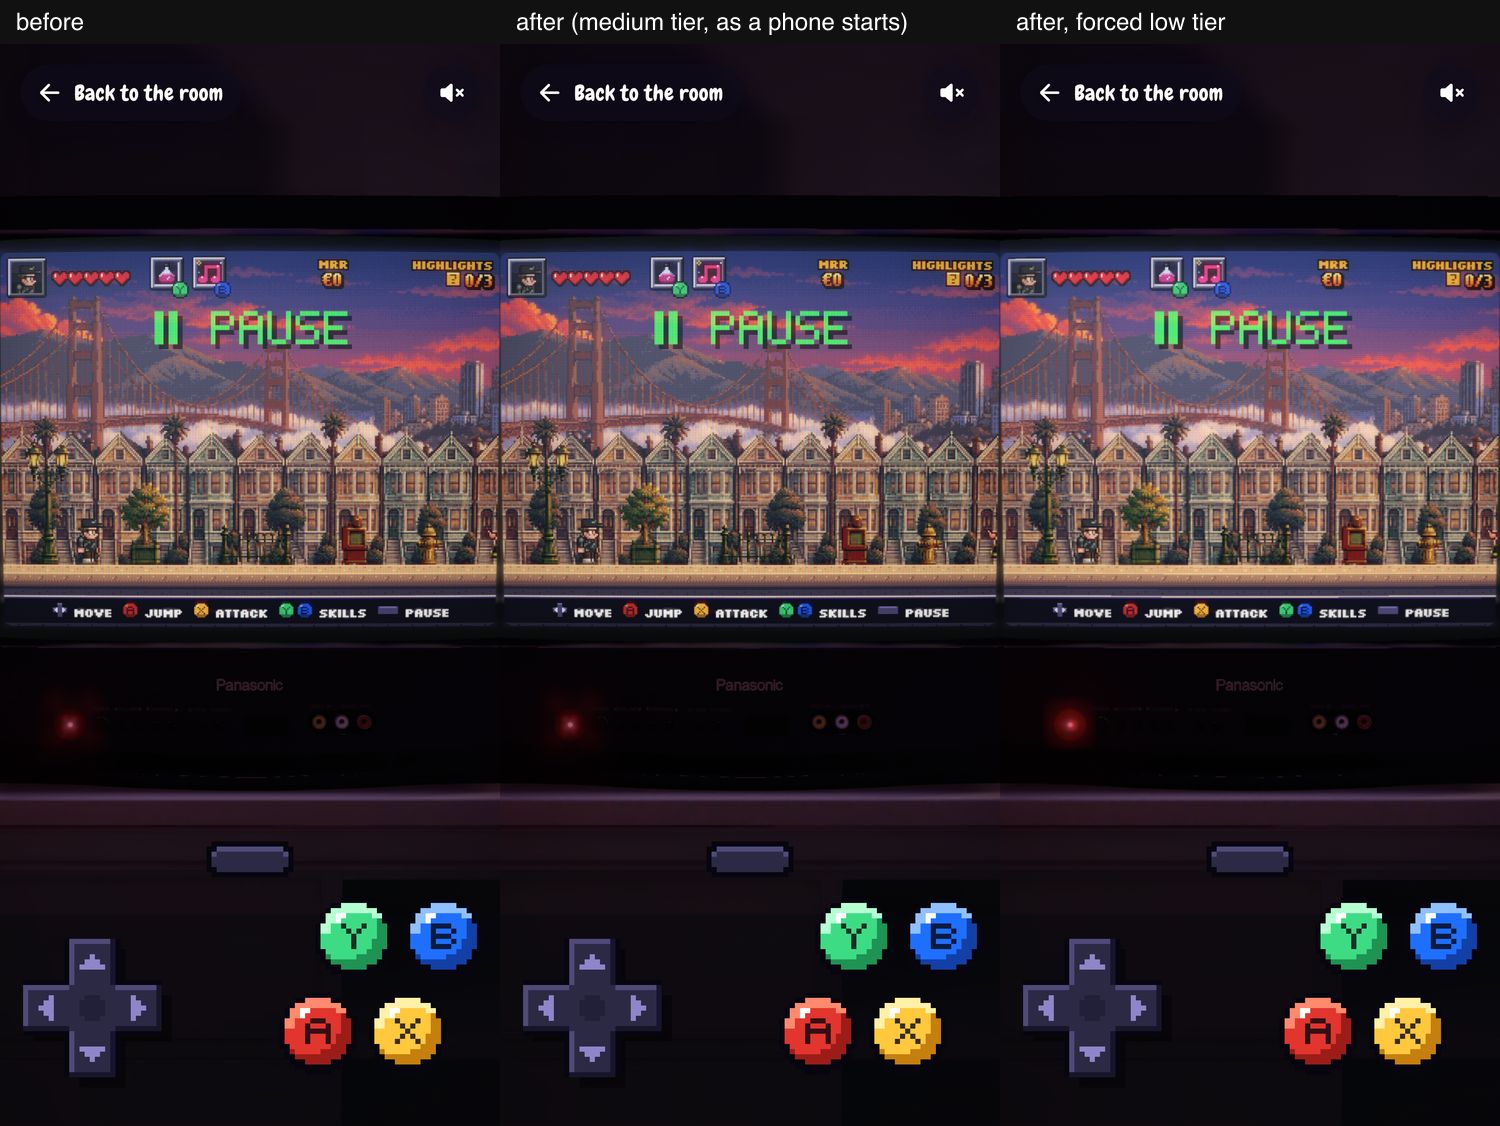 before
after (medium tier, as a phone starts)
after, forced low tier
Back to the room
Back to the room
Back to the room
MRR
€0
HIGHLIGHTS
? 0/3
Y B
PAUSE
MOVE A JUMP X ATTACK Y B SKILLS PAUSE
MRR
€0
HIGHLIGHTS
? 0/3
Y B
PAUSE
MOVE A JUMP X ATTACK Y B SKILLS PAUSE
MRR
€0
HIGHLIGHTS
? 0/3
Y B
PAUSE
MOVE A JUMP X ATTACK Y B SKILLS PAUSE
Panasonic
Panasonic
Panasonic
Y B
A X
Y B
A X
Y B
A X